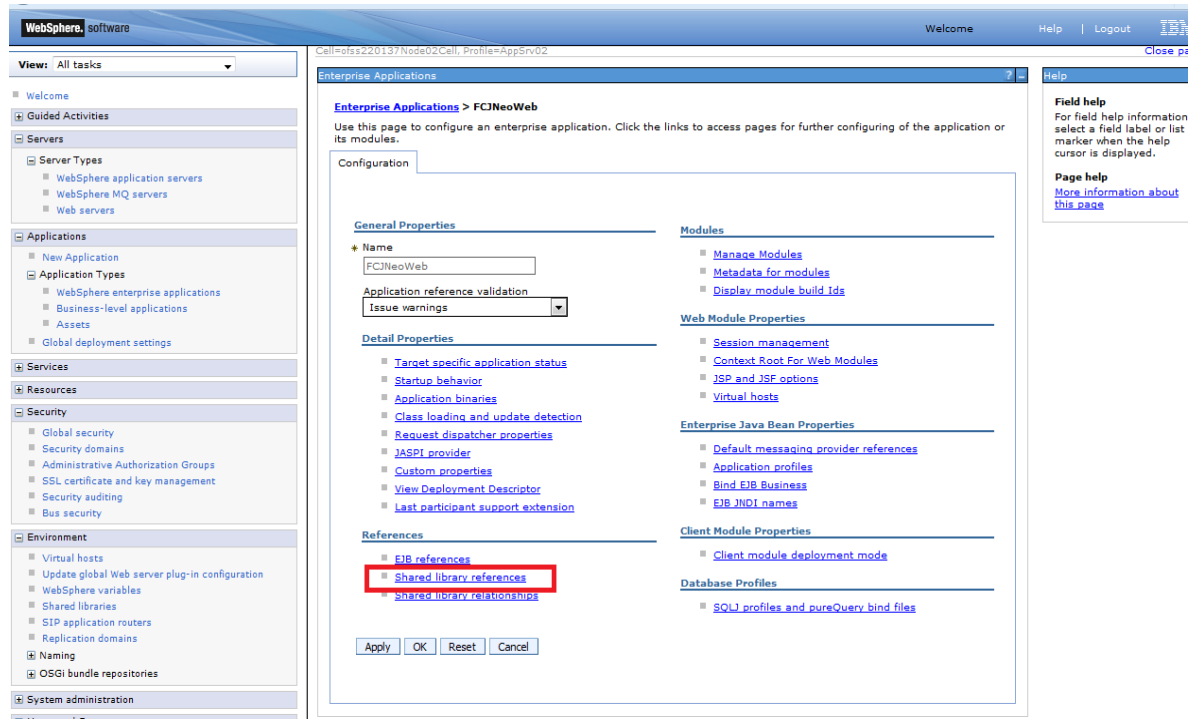 WebSphere. software
Welcome
Help | Logout
IBM
View: All tasks
Welcome
Guided Activities
Servers
Server Types
WebSphere application servers
WebSphere MQ servers
Web servers
Applications
New Application
Application Types
WebSphere enterprise applications
Business-level applications
Assets
Global deployment settings
Services
Resources
Security
Global security
Security domains
Administrative Authorization Groups
SSL certificate and key management
Security auditing
Bus security
Environment
Virtual hosts
Update global Web server plug-in configuration
WebSphere variables
Shared libraries
SIP application routers
Replication domains
Naming
OSGi bundle repositories
System administration
Cell=ofss220137Node02Cell, Profile=AppSrv02
Close pa
Enterprise Applications
? -
Enterprise Applications > FCJNeoWeb
Use this page to configure an enterprise application. Click the links to access pages for further configuring of the application or
its modules.
Configuration
General Properties
* Name
FCJNeoWeb
Application reference validation
Issue warnings
Detail Properties
Target specific application status
Startup behavior
Application binaries
Class loading and update detection
Request dispatcher properties
JASPI provider
Custom properties
View Deployment Descriptor
Last participant support extension
References
EJB references
Shared library references
Shared library relationships
Modules
Manage Modules
Metadata for modules
Display module build Ids
Web Module Properties
Session management
Context Root For Web Modules
JSP and JSF options
Virtual hosts
Enterprise Java Bean Properties
Default messaging provider references
Application profiles
Bind EJB Business
EJB JNDI names
Client Module Properties
Client module deployment mode
Database Profiles
SQLJ profiles and pureQuery bind files
Apply OK Reset Cancel
Help
Field help
For field help information
select a field label or list
marker when the help
cursor is displayed.
Page help
More information about
this page